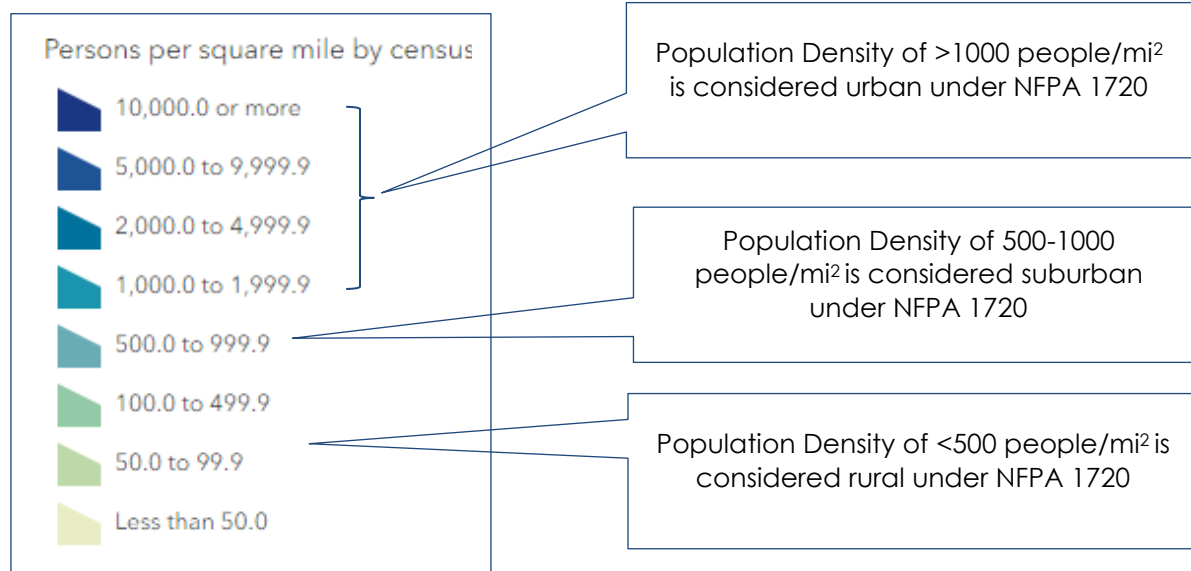 Persons per square mile by census
10,000.0 or more
5,000.0 to 9,999.9
2,000.0 to 4,999.9
1,000.0 to 1,999.9
500.0 to 999.9
100.0 to 499.9
50.0 to 99.9
Less than 50.0
Population Density of >1000 people/mi²
is considered urban under NFPA 1720
Population Density of 500-1000
people/mi² is considered suburban
under NFPA 1720
Population Density of <500 people/mi² is
considered rural under NFPA 1720